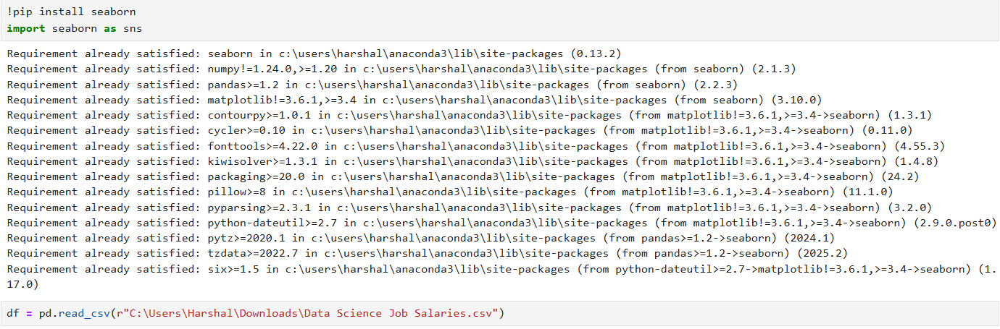 !pip install seaborn
import seaborn as sns
Requirement already satisfied: seaborn in c:\users\harshal\anaconda3\lib\site-packages (0.13.2)
Requirement already satisfied: numpy!=1.24.0,>=1.20 in c:\users\harshal\anaconda3\lib\site-packages (from seaborn) (2.1.3)
Requirement already satisfied: pandas>=1.2 in c:\users\harshal\anaconda3\lib\site-packages (from seaborn) (2.2.3)
Requirement already satisfied: matplotlib!=3.6.1,>=3.4 in c:\users\harshal\anaconda3\lib\site-packages (from seaborn) (3.10.0)
Requirement already satisfied: contourpy>=1.0.1 in c:\users\harshal\anaconda3\lib\site-packages (from matplotlib!=3.6.1,>=3.4->seaborn) (1.3.1)
Requirement already satisfied: cycler>=0.10 in c:\users\harshal\anaconda3\lib\site-packages (from matplotlib!=3.6.1,>=3.4->seaborn) (0.11.0)
Requirement already satisfied: fonttools>=4.22.0 in c:\users\harshal\anaconda3\lib\site-packages (from matplotlib!=3.6.1,>=3.4->seaborn) (4.55.3)
Requirement already satisfied: kiwisolver>=1.3.1 in c:\users\harshal\anaconda3\lib\site-packages (from matplotlib!=3.6.1,>=3.4->seaborn) (1.4.8)
Requirement already satisfied: packaging>=20.0 in c:\users\harshal\anaconda3\lib\site-packages (from matplotlib!=3.6.1,>=3.4->seaborn) (24.2)
Requirement already satisfied: pillow>=8 in c:\users\harshal\anaconda3\lib\site-packages (from matplotlib!=3.6.1,>=3.4->seaborn) (11.1.0)
Requirement already satisfied: pyparsing>=2.3.1 in c:\users\harshal\anaconda3\lib\site-packages (from matplotlib!=3.6.1,>=3.4->seaborn) (3.2.0)
Requirement already satisfied: python-dateutil>=2.7 in c:\users\harshal\anaconda3\lib\site-packages (from matplotlib!=3.6.1,>=3.4->seaborn) (2.9.0.post0)
Requirement already satisfied: pytz>=2020.1 in c:\users\harshal\anaconda3\lib\site-packages (from pandas>=1.2->seaborn) (2024.1)
Requirement already satisfied: tzdata>=2022.7 in c:\users\harshal\anaconda3\lib\site-packages (from pandas>=1.2->seaborn) (2025.2)
Requirement already satisfied: six>=1.5 in c:\users\harshal\anaconda3\lib\site-packages (from python-dateutil>=2.7->matplotlib!=3.6.1,>=3.4->seaborn) (1.
17.0)
df = pd.read_csv(r"C:\Users\Harshal\Downloads\Data Science Job Salaries.csv")